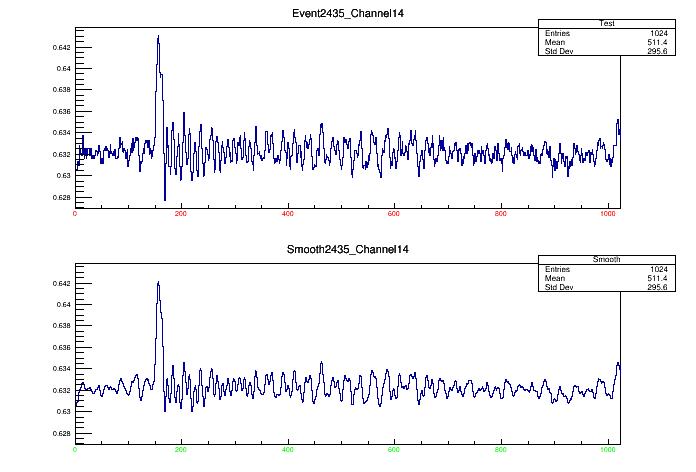 Event2435_Channel14
Test
Entries 1024
Mean 511.4
Std Dev 295.6
0.642
0.64
0.638
0.636
0.634
0.632
0.63
0.628
0 200 400 600 800 1000
Smooth2435_Channel14
Smooth
Entries 1024
Mean 511.4
Std Dev 295.6
0.642
0.64
0.638
0.636
0.634
0.632
0.63
0.628
0 200 400 600 800 1000